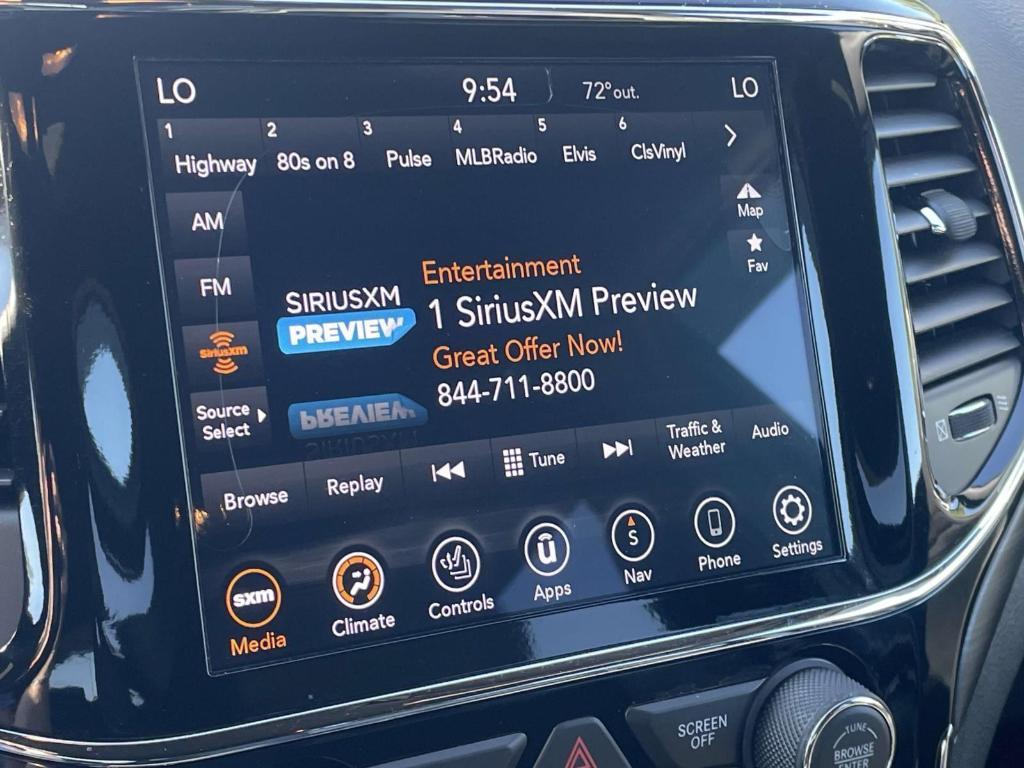 LO 9:54 72° out. LO
1 Highway 2 80s on 8 3 Pulse 4 MLBRadio 5 Elvis 6 ClsVinyl
AM
Map
Fav
FM
SIRIUSXM
PREVIEW
Entertainment
1 SiriusXM Preview
Great Offer Now!
844-711-8800
SiriusXM
Source
Select
PREVIEW
SIRIUSXM
Browse Replay Tune Traffic &
Weather Audio
sxm
Media Climate Controls Apps S
Nav Phone Settings
SCREEN
OFF
TUNE
BROWSE
ENTER